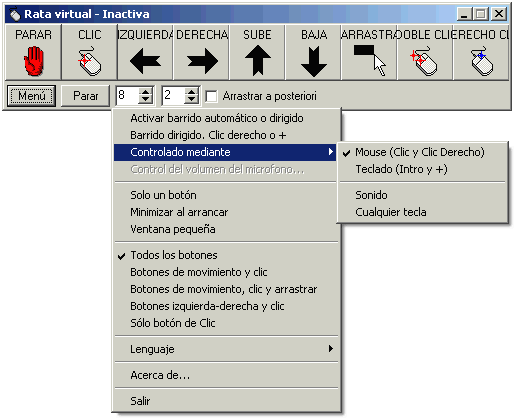 Rata virtual - Inactiva
PARAR CLIC IZQUIERDA DERECHA SUBE BAJA ARRASTRA DOBLE CLI DERECHO CL
Menú Parar 8 2 Arrastrar a posteriori
Activar barrido automático o dirigido
Barrido dirigido. Clic derecho o +
Controlado mediante
Control del volumen del microfono...
Solo un botón
Minimizar al arrancar
Ventana pequeña
Todos los botones
Botones de movimiento y clic
Botones de movimiento, clic y arrastrar
Botones izquierda-derecha y clic
Sólo botón de Clic
Lenguaje
Acerca de...
Salir
Mouse (Clic y Clic Derecho)
Teclado (Intro y +)
Sonido
Cualquier tecla